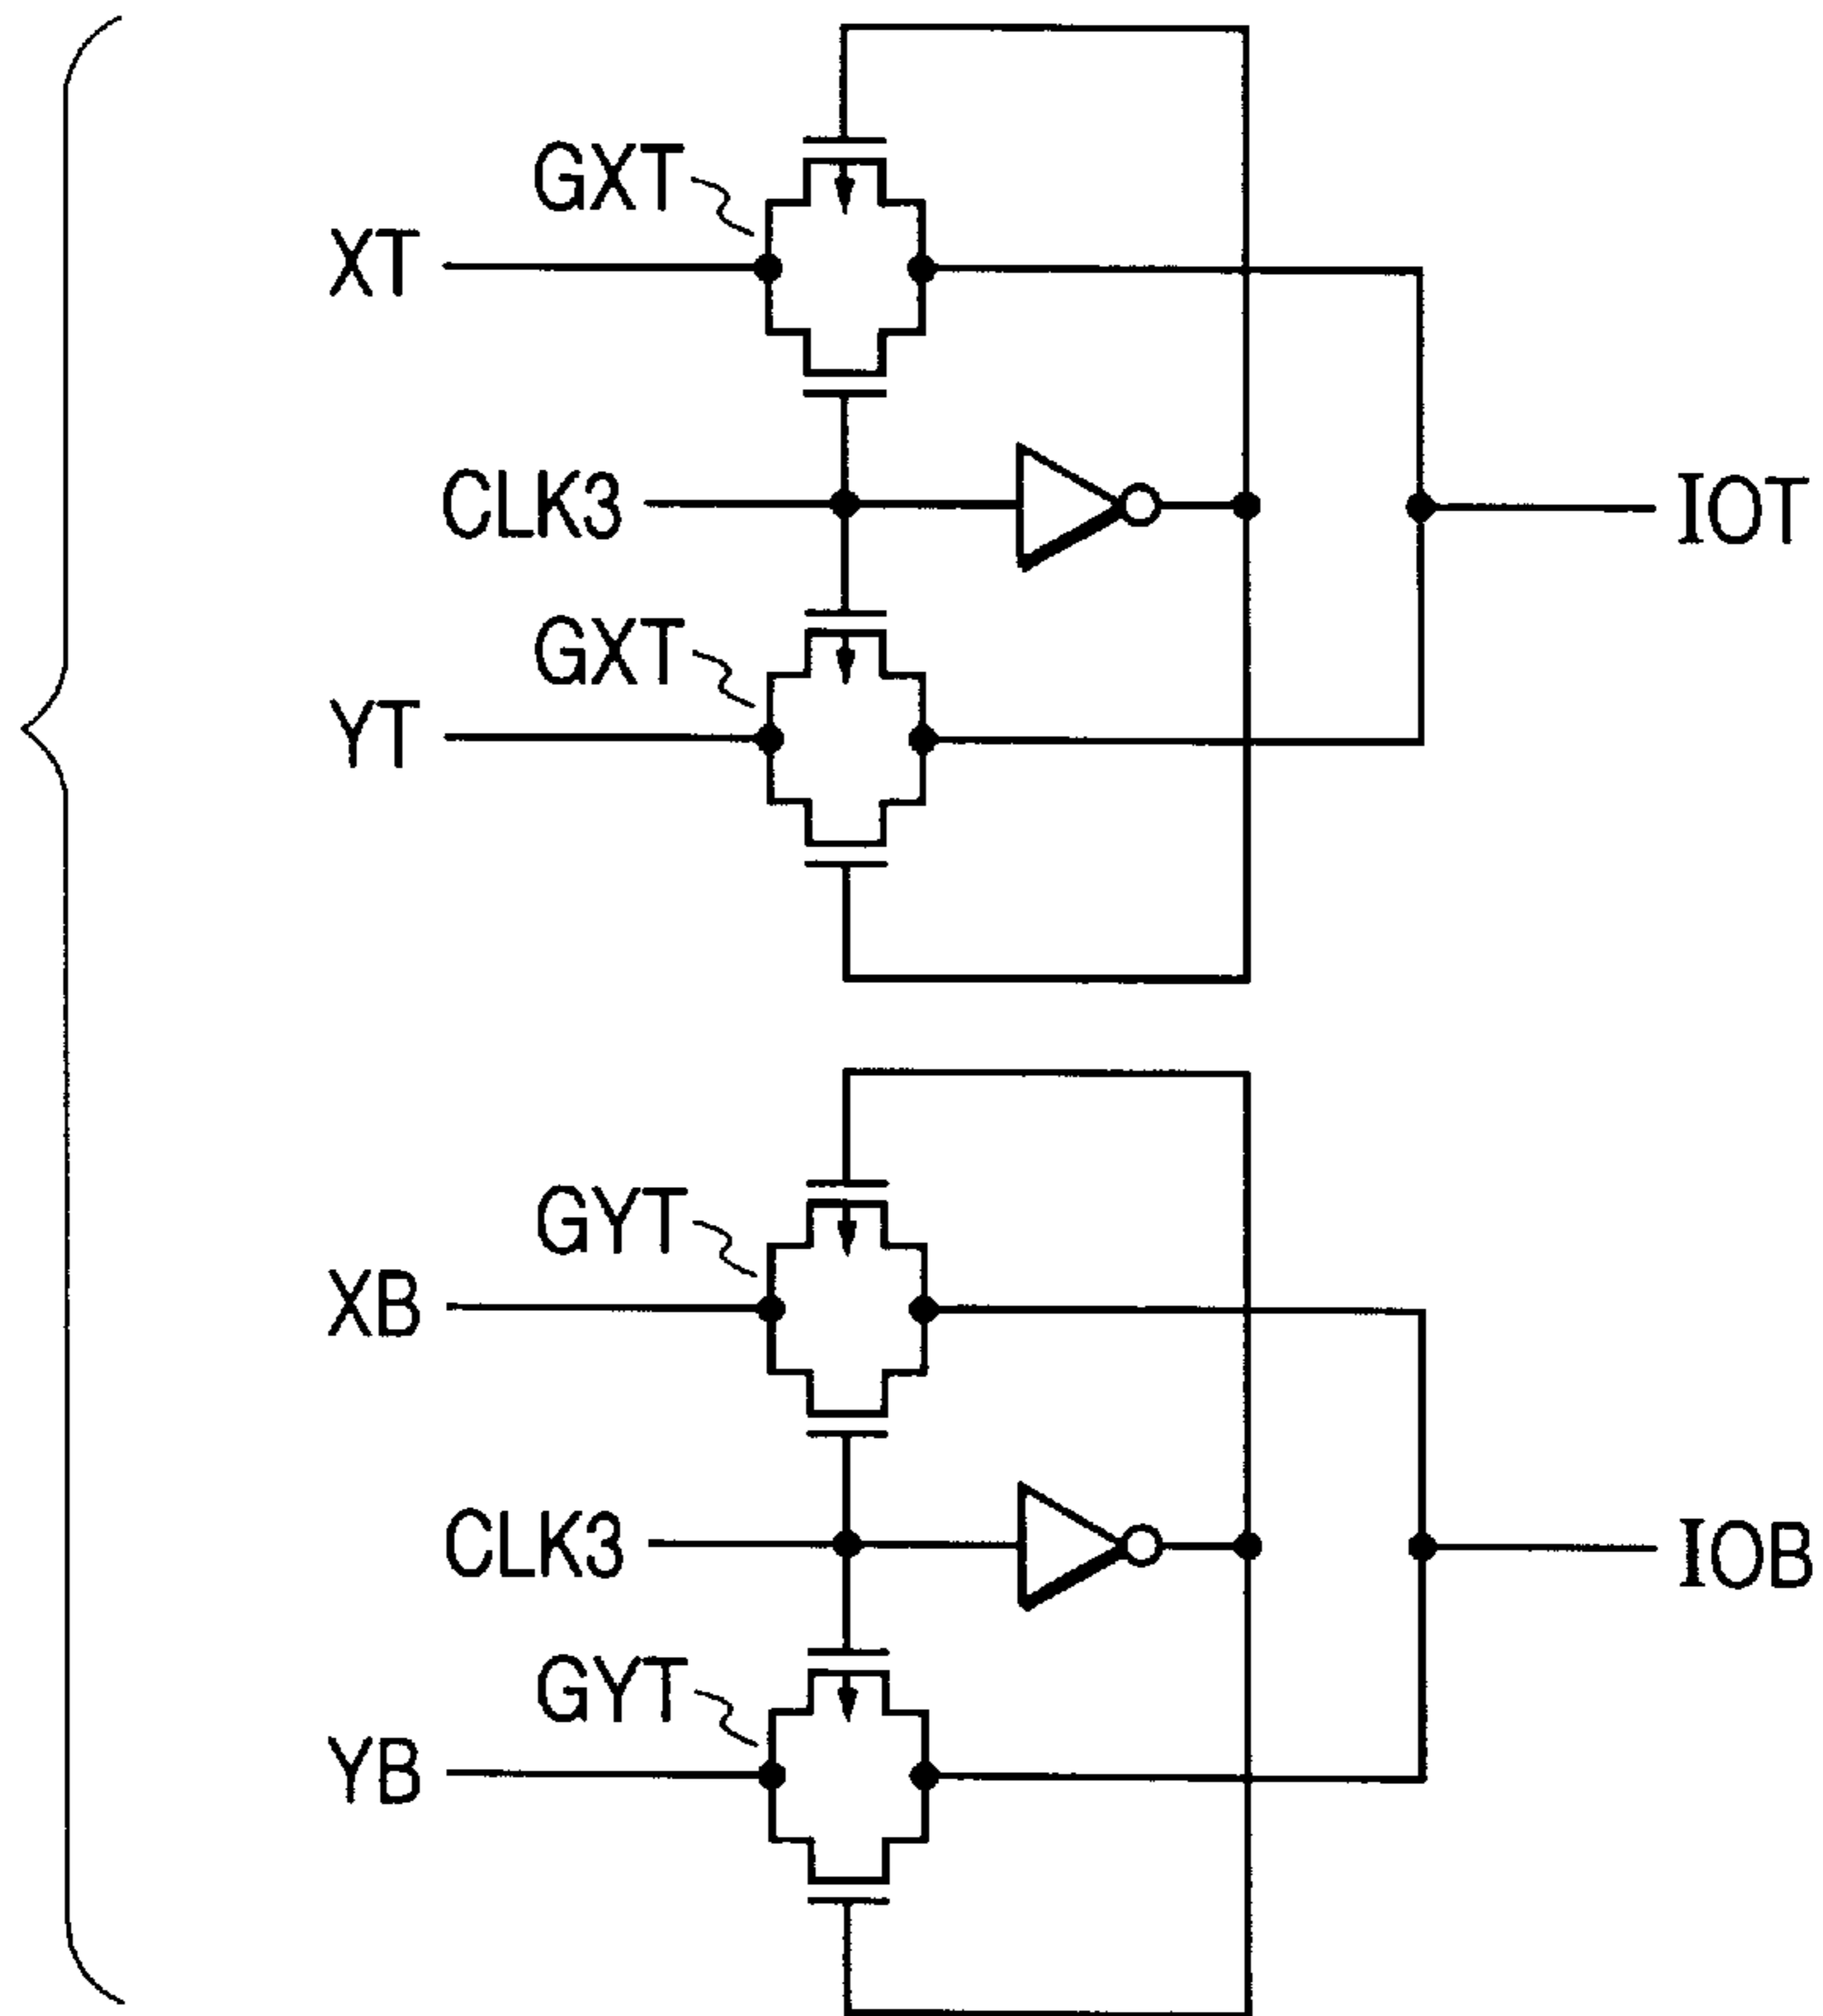 GXT
XT
CLK3
IOT
GXT
YT
GYT
XB
CLK3
IOB
GYT
YB